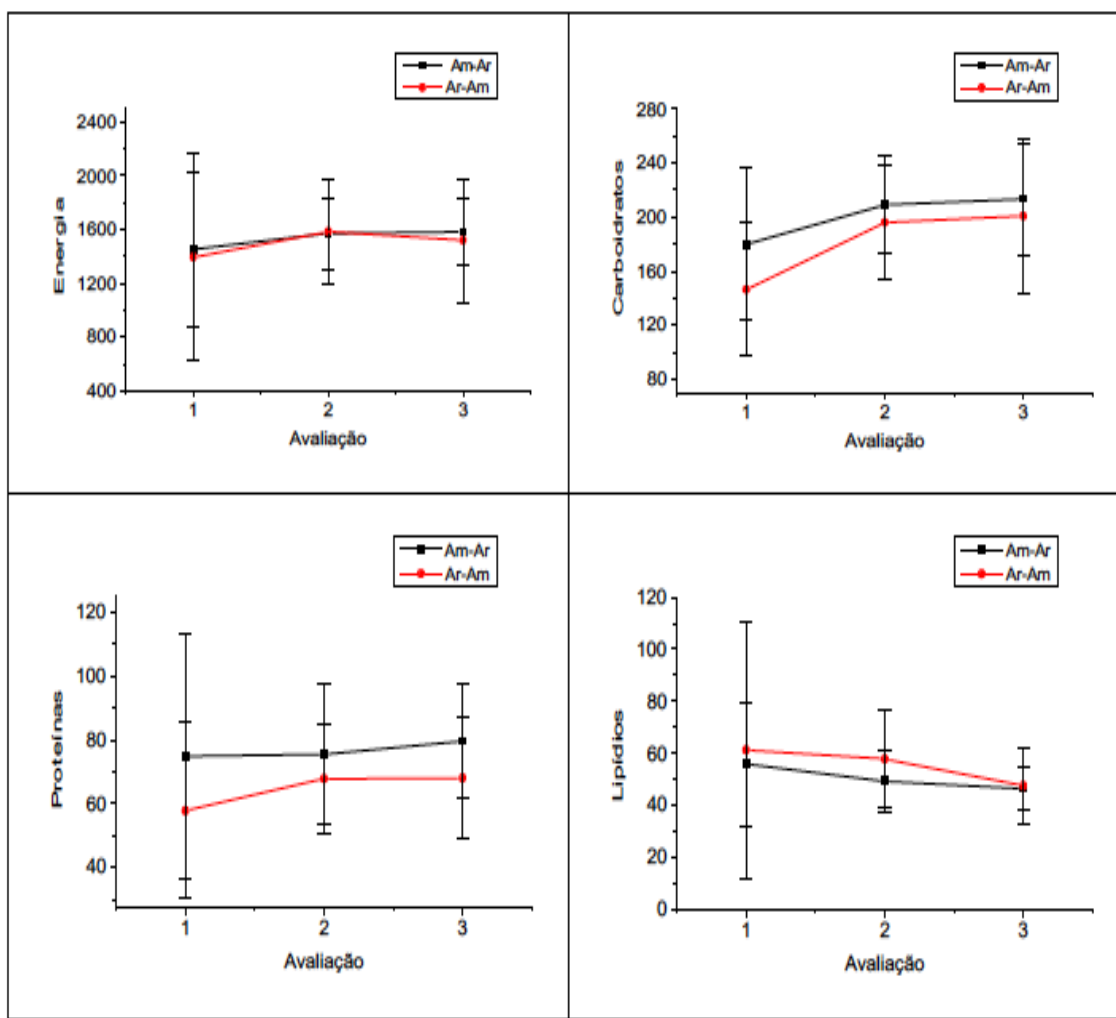 Am-Ar
Ar-Am
Energia
2400
2000
1600
1200
800
400
1 2 3
Avaliação
Am-Ar
Ar-Am
Carboidratos
280
240
200
160
120
80
1 2 3
Avaliação
Am-Ar
Ar-Am
Proteínas
120
100
80
60
40
1 2 3
Avaliação
Am-Ar
Ar-Am
Lipídios
120
100
80
60
40
20
0
1 2 3
Avaliação